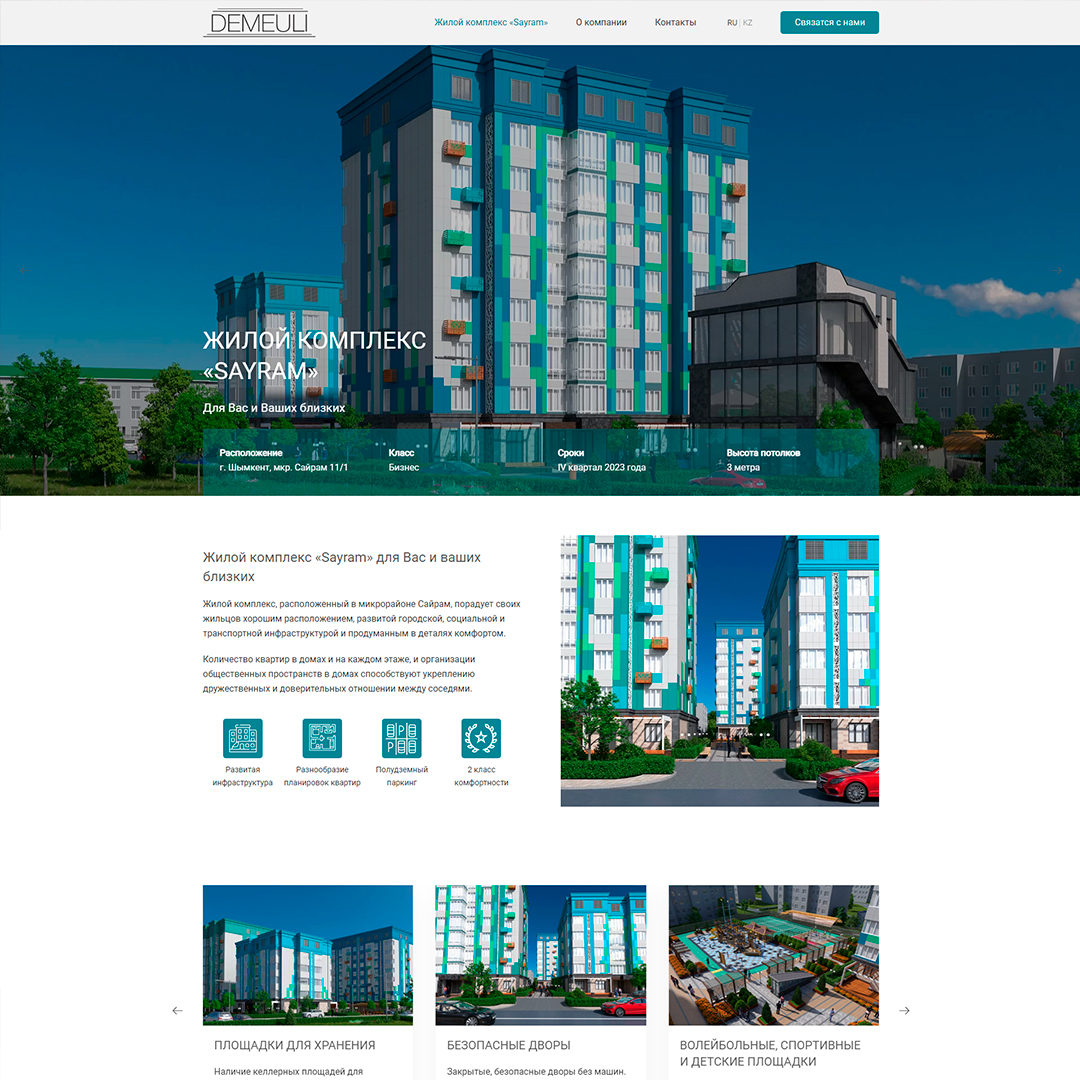 DEMEULI
Жилой комплекс «Sayram» О компании Контакты RU | KZ Связатся с нами
ЖИЛОЙ КОМПЛЕКС
«SAYRAM»
Для Вас и Ваших близких
Расположение Класс Сроки Высота потолков
г. Шымкент, мкр. Сайрам 11/1 Бизнес IV квартал 2023 года 3 метра
Жилой комплекс «Sayram» для Вас и ваших
близких
Жилой комплекс, расположенный в микрорайоне Сайрам, порадует своих
жильцов хорошим расположением, развитой городской, социальной и
транспортной инфраструктурой и продуманным в деталях комфортом.
Количество квартир в домах и на каждом этаже, и организации
общественных пространств в домах способствуют укреплению
дружественных и доверительных отношении между соседями.
P P
P
Развитая Разнообразие Полудземный 2 класс
инфраструктура планировок квартир паркинг комфортности
ПЛОЩАДКИ ДЛЯ ХРАНЕНИЯ БЕЗОПАСНЫЕ ДВОРЫ ВОЛЕЙБОЛЬНЫЕ, СПОРТИВНЫЕ
И ДЕТСКИЕ ПЛОЩАДКИ
Наличие келлерных площадей для Закрытые, безопасные дворы без машин.